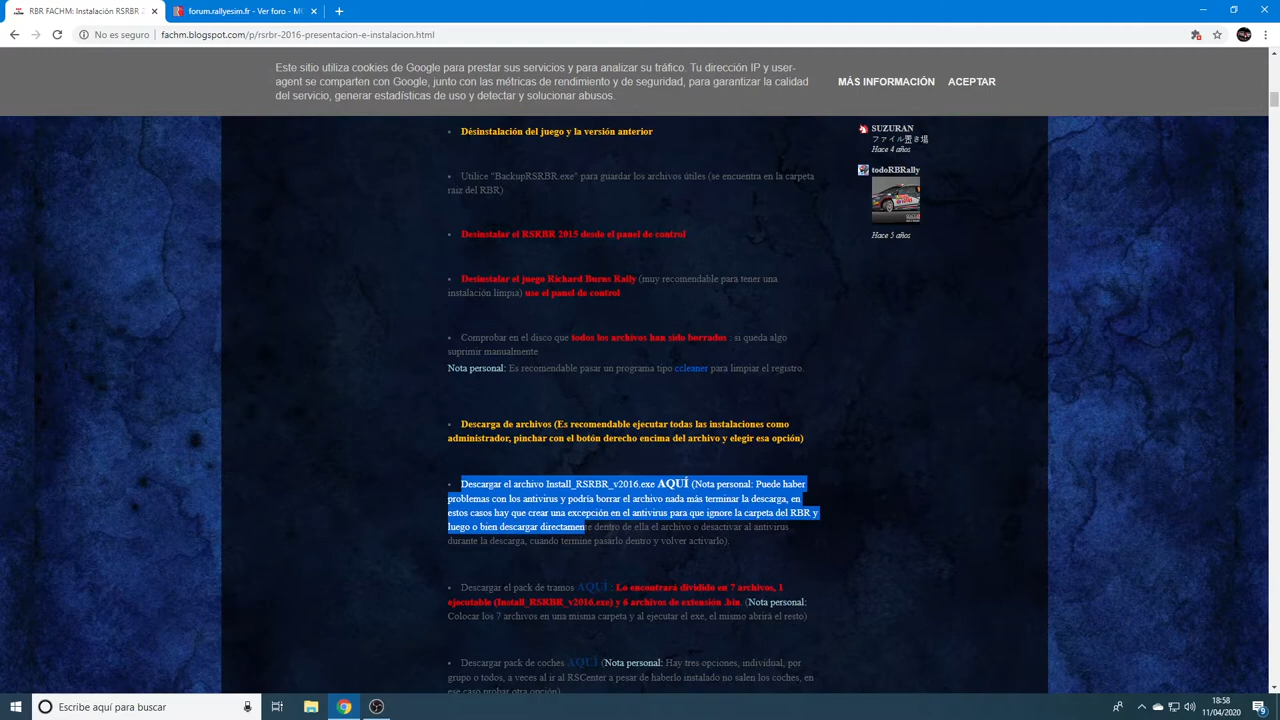 RBR FACHM: Instalación RSRBR 2
forum.rallyesim.fr - Ver foro - MO
No es seguro
fachm.blogspot.com/p/rsrbr-2016-presentacion-e-instalacion.html
Este sitio utiliza cookies de Google para prestar sus servicios y para analizar su tráfico. Tu dirección IP y user-
agent se comparten con Google, junto con las métricas de rendimiento y de seguridad, para garantizar la calidad
del servicio, generar estadísticas de uso y detectar y solucionar abusos.
MÁS INFORMACIÓN
ACEPTAR
Désinstalación del juego y la versión anterior
Utilice "BackupRSRBR.exe" para guardar los archivos útiles (se encuentra en la carpeta
raíz del RBR)
Desinstalar el RSRBR 2015 desde el panel de control
Desinstalar el juego Richard Burns Rally (muy recomendable para tener una
instalación límpia) use el panel de control
Comprobar en el disco que todos los archivos han sido borrados : si queda algo
suprimir manualmente
Nota personal: Es recomendable pasar un programa tipo ccleaner para limpiar el registro.
Descarga de archivos (Es recomendable ejecutar todas las instalaciones como
administrador, pinchar con el botón derecho encima del archivo y elegir esa opción)
Descargar el archivo Install_RSRBR_v2016.exe AQUÍ (Nota personal: Puede haber
problemas con los antivirus y podría borrar el archivo nada más terminar la descarga, en
estos casos hay que crear una excepción en el antivirus para que ignore la carpeta del RBR y
luego o bien descargar directamente dentro de ella el archivo o desactivar al antivirus
durante la descarga, cuando termine pasarlo dentro y volver activarlo).
Descargar el pack de tramos AQUÍ : Lo encontrará dividido en 7 archivos, 1
ejecutable (Install_RSRBR_v2016.exe) y 6 archivos de extensión .bin. (Nota personal:
Colocar los 7 archivos en una misma carpeta y al ejecutar el exe, el mismo abrirá el resto)
Descargar pack de coches AQUÍ (Nota personal: Hay tres opciones, individual, por
grupo o todos, a veces al ir al RSCenter a pesar de haberlo instalado no salen los coches, en
ese caso probar otra opción)
SUZURAN
ファイル置き場
Hace 4 años
todoRBRally
Hace 5 años
Escribe aquí para buscar
18:58
11/04/2020
9